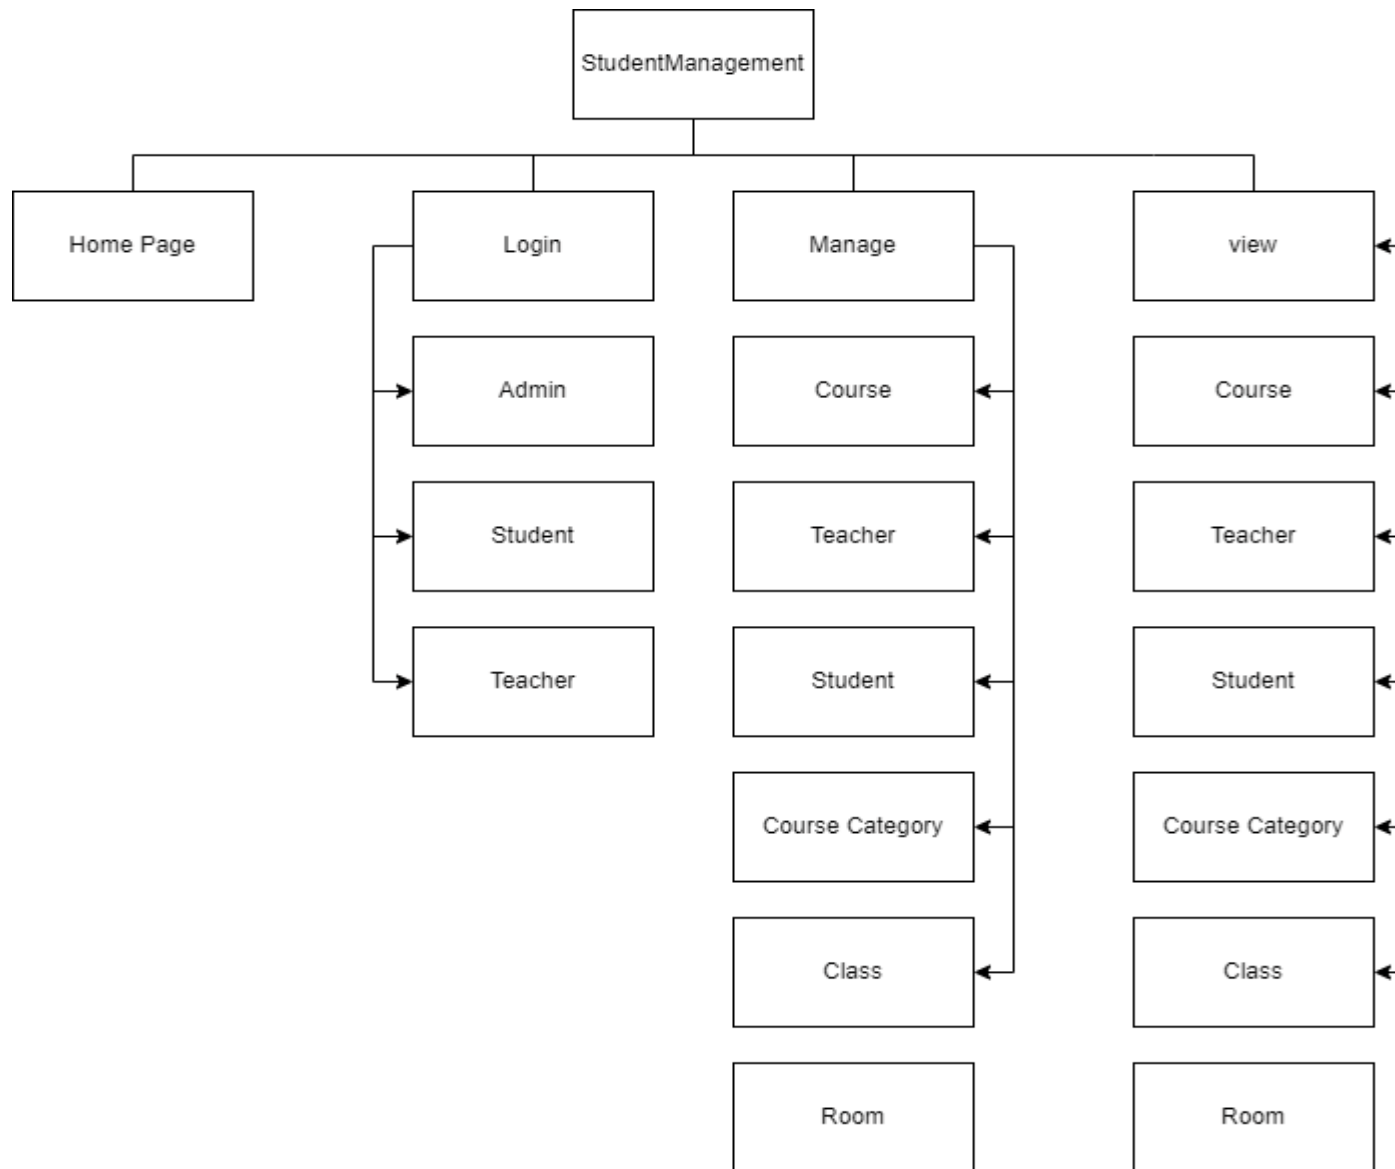 StudentManagement
Home Page
Login
Manage
view
Admin
Course
Course
Student
Teacher
Teacher
Teacher
Student
Student
Course Category
Course Category
Class
Class
Room
Room